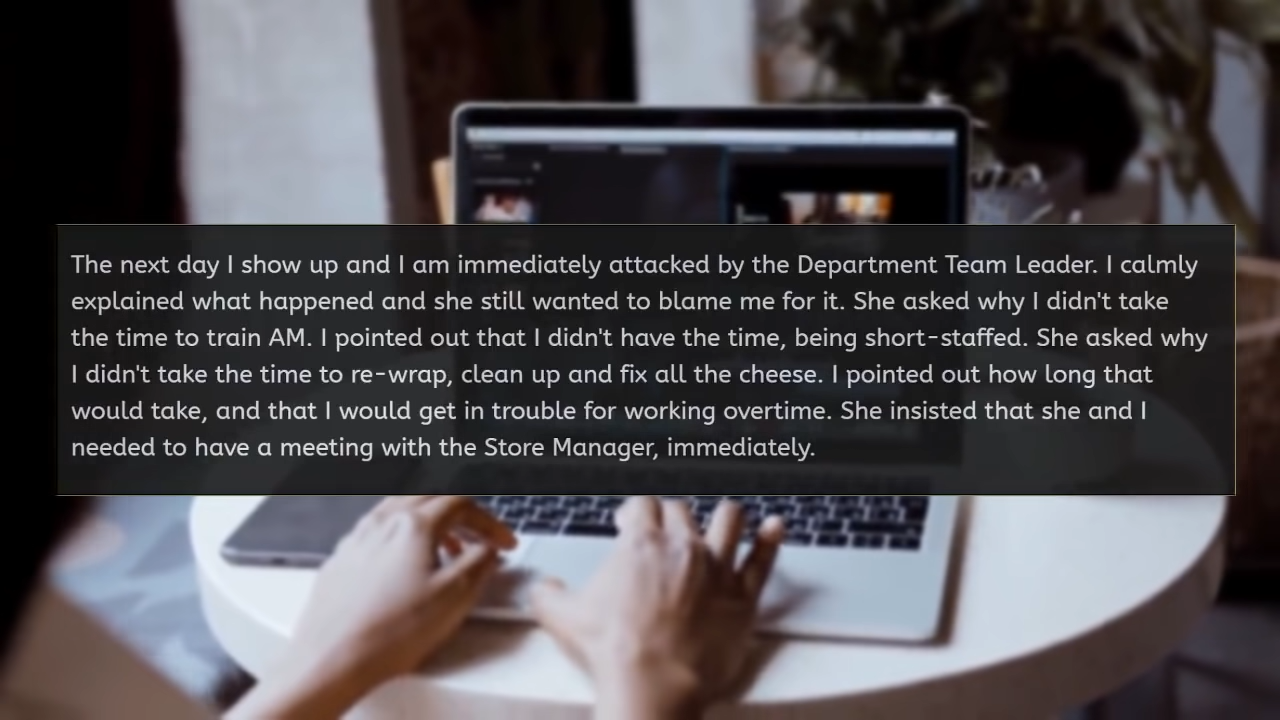 The next day I show up and I am immediately attacked by the Department Team Leader. I calmly
explained what happened and she still wanted to blame me for it. She asked why I didn't take
the time to train AM. I pointed out that I didn't have the time, being short-staffed. She asked why
I didn't take the time to re-wrap, clean up and fix all the cheese. I pointed out how long that
would take, and that I would get in trouble for working overtime. She insisted that she and I
needed to have a meeting with the Store Manager, immediately.